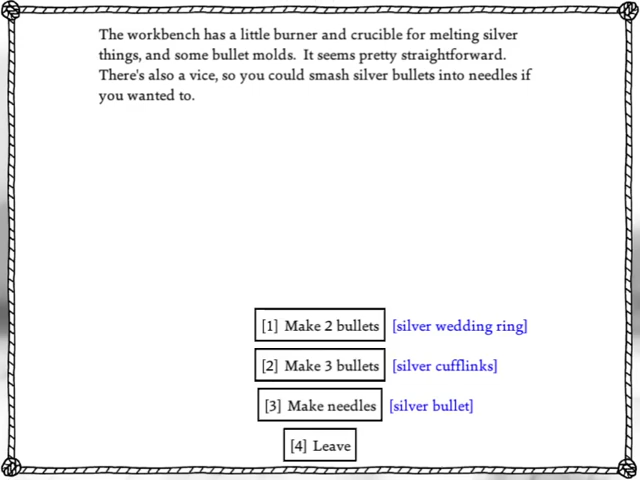 The workbench has a little burner and crucible for melting silver
things, and some bullet molds.  It seems pretty straightforward.
There's also a vice, so you could smash silver bullets into needles if
you wanted to.
[1] Make 2 bullets [silver wedding ring]
[2] Make 3 bullets [silver cufflinks]
[3] Make needles [silver bullet]
[4] Leave